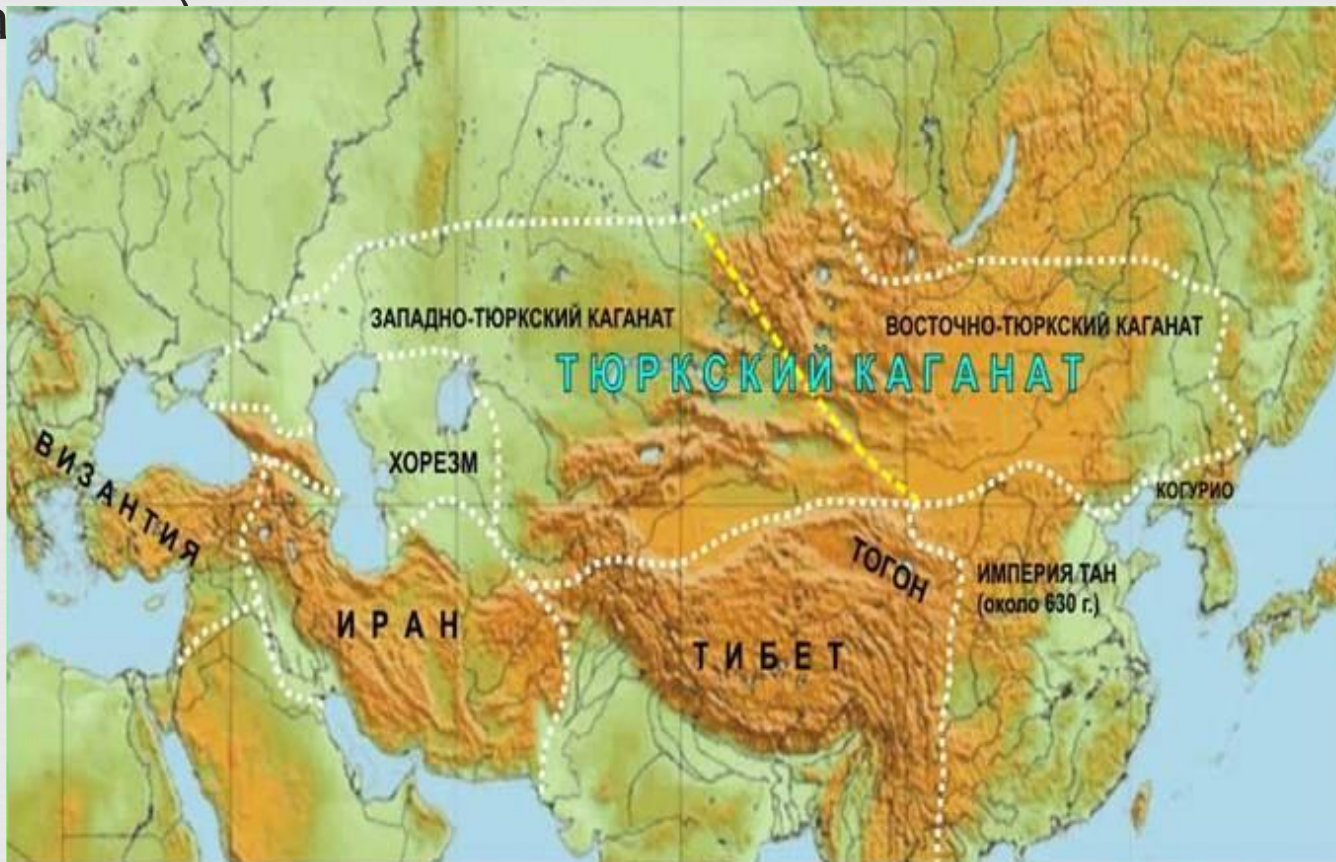 а
ЗАПАДНО-ТЮРКСКИЙ КАГАНАТ
ВОСТОЧНО-ТЮРКСКИЙ КАГАНАТ
ТЮРКСКИЙ КАГАНАТ
ХОРЕЗМ
ВИЗАНТИЯ
КОГУРИО
ТОГОН
ИМПЕРИЯ ТАН
(около 630 г.)
ИРАН
ТИБЕТ